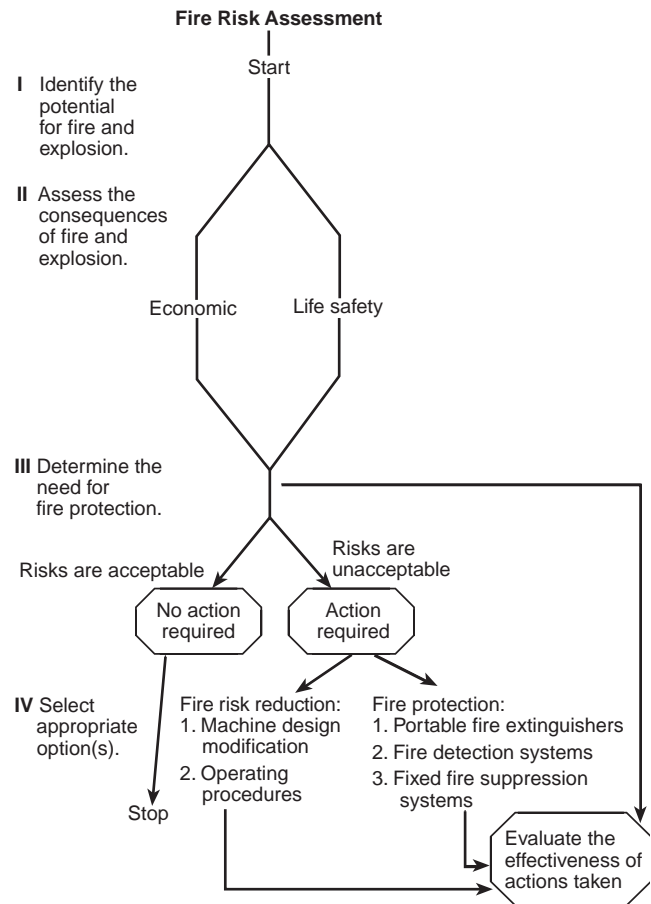 Fire Risk Assessment
Start
I Identify the
potential
for fire and
explosion.
II Assess the
consequences
of fire and
explosion.
Economic
Life safety
III Determine the
need for
fire protection.
Risks are acceptable
Risks are
unacceptable
No action
required
Action
required
IV Select
appropriate
option(s).
Stop
Fire risk reduction:
1. Machine design
modification
2. Operating
procedures
Fire protection:
1. Portable fire extinguishers
2. Fire detection systems
3. Fixed fire suppression
systems
Evaluate the
effectiveness of
actions taken